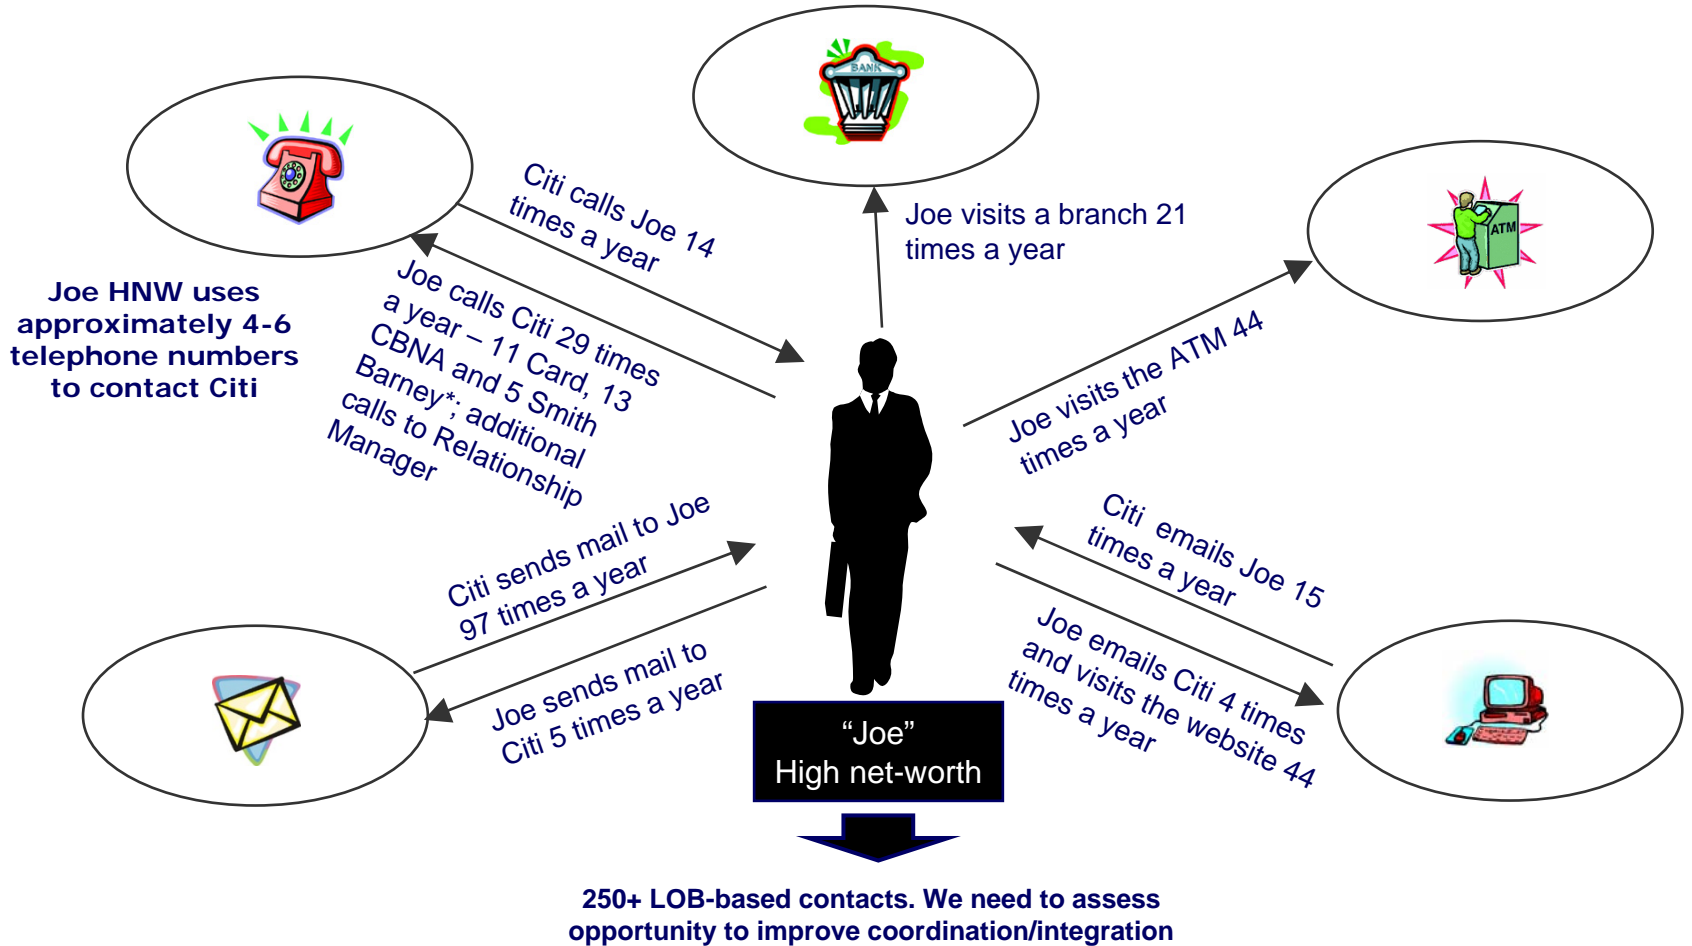 BANK
Citi calls Joe 14
times a year
Joe visits a branch 21
times a year
ATM
Joe HNW uses
approximately 4-6
telephone numbers
to contact Citi
Joe calls Citi 29 times
a year – 11 Card, 13
CBNA and 5 Smith
Barney*; additional
calls to Relationship
Manager
Joe visits the ATM 44
times a year
Citi sends mail to Joe
97 times a year
Citi  emails Joe 15
times a year
Joe sends mail to
Citi 5 times a year
Joe emails Citi 4 times
and visits the website 44
times a year
“Joe”
High net-worth
250+ LOB-based contacts. We need to assess
opportunity to improve coordination/integration